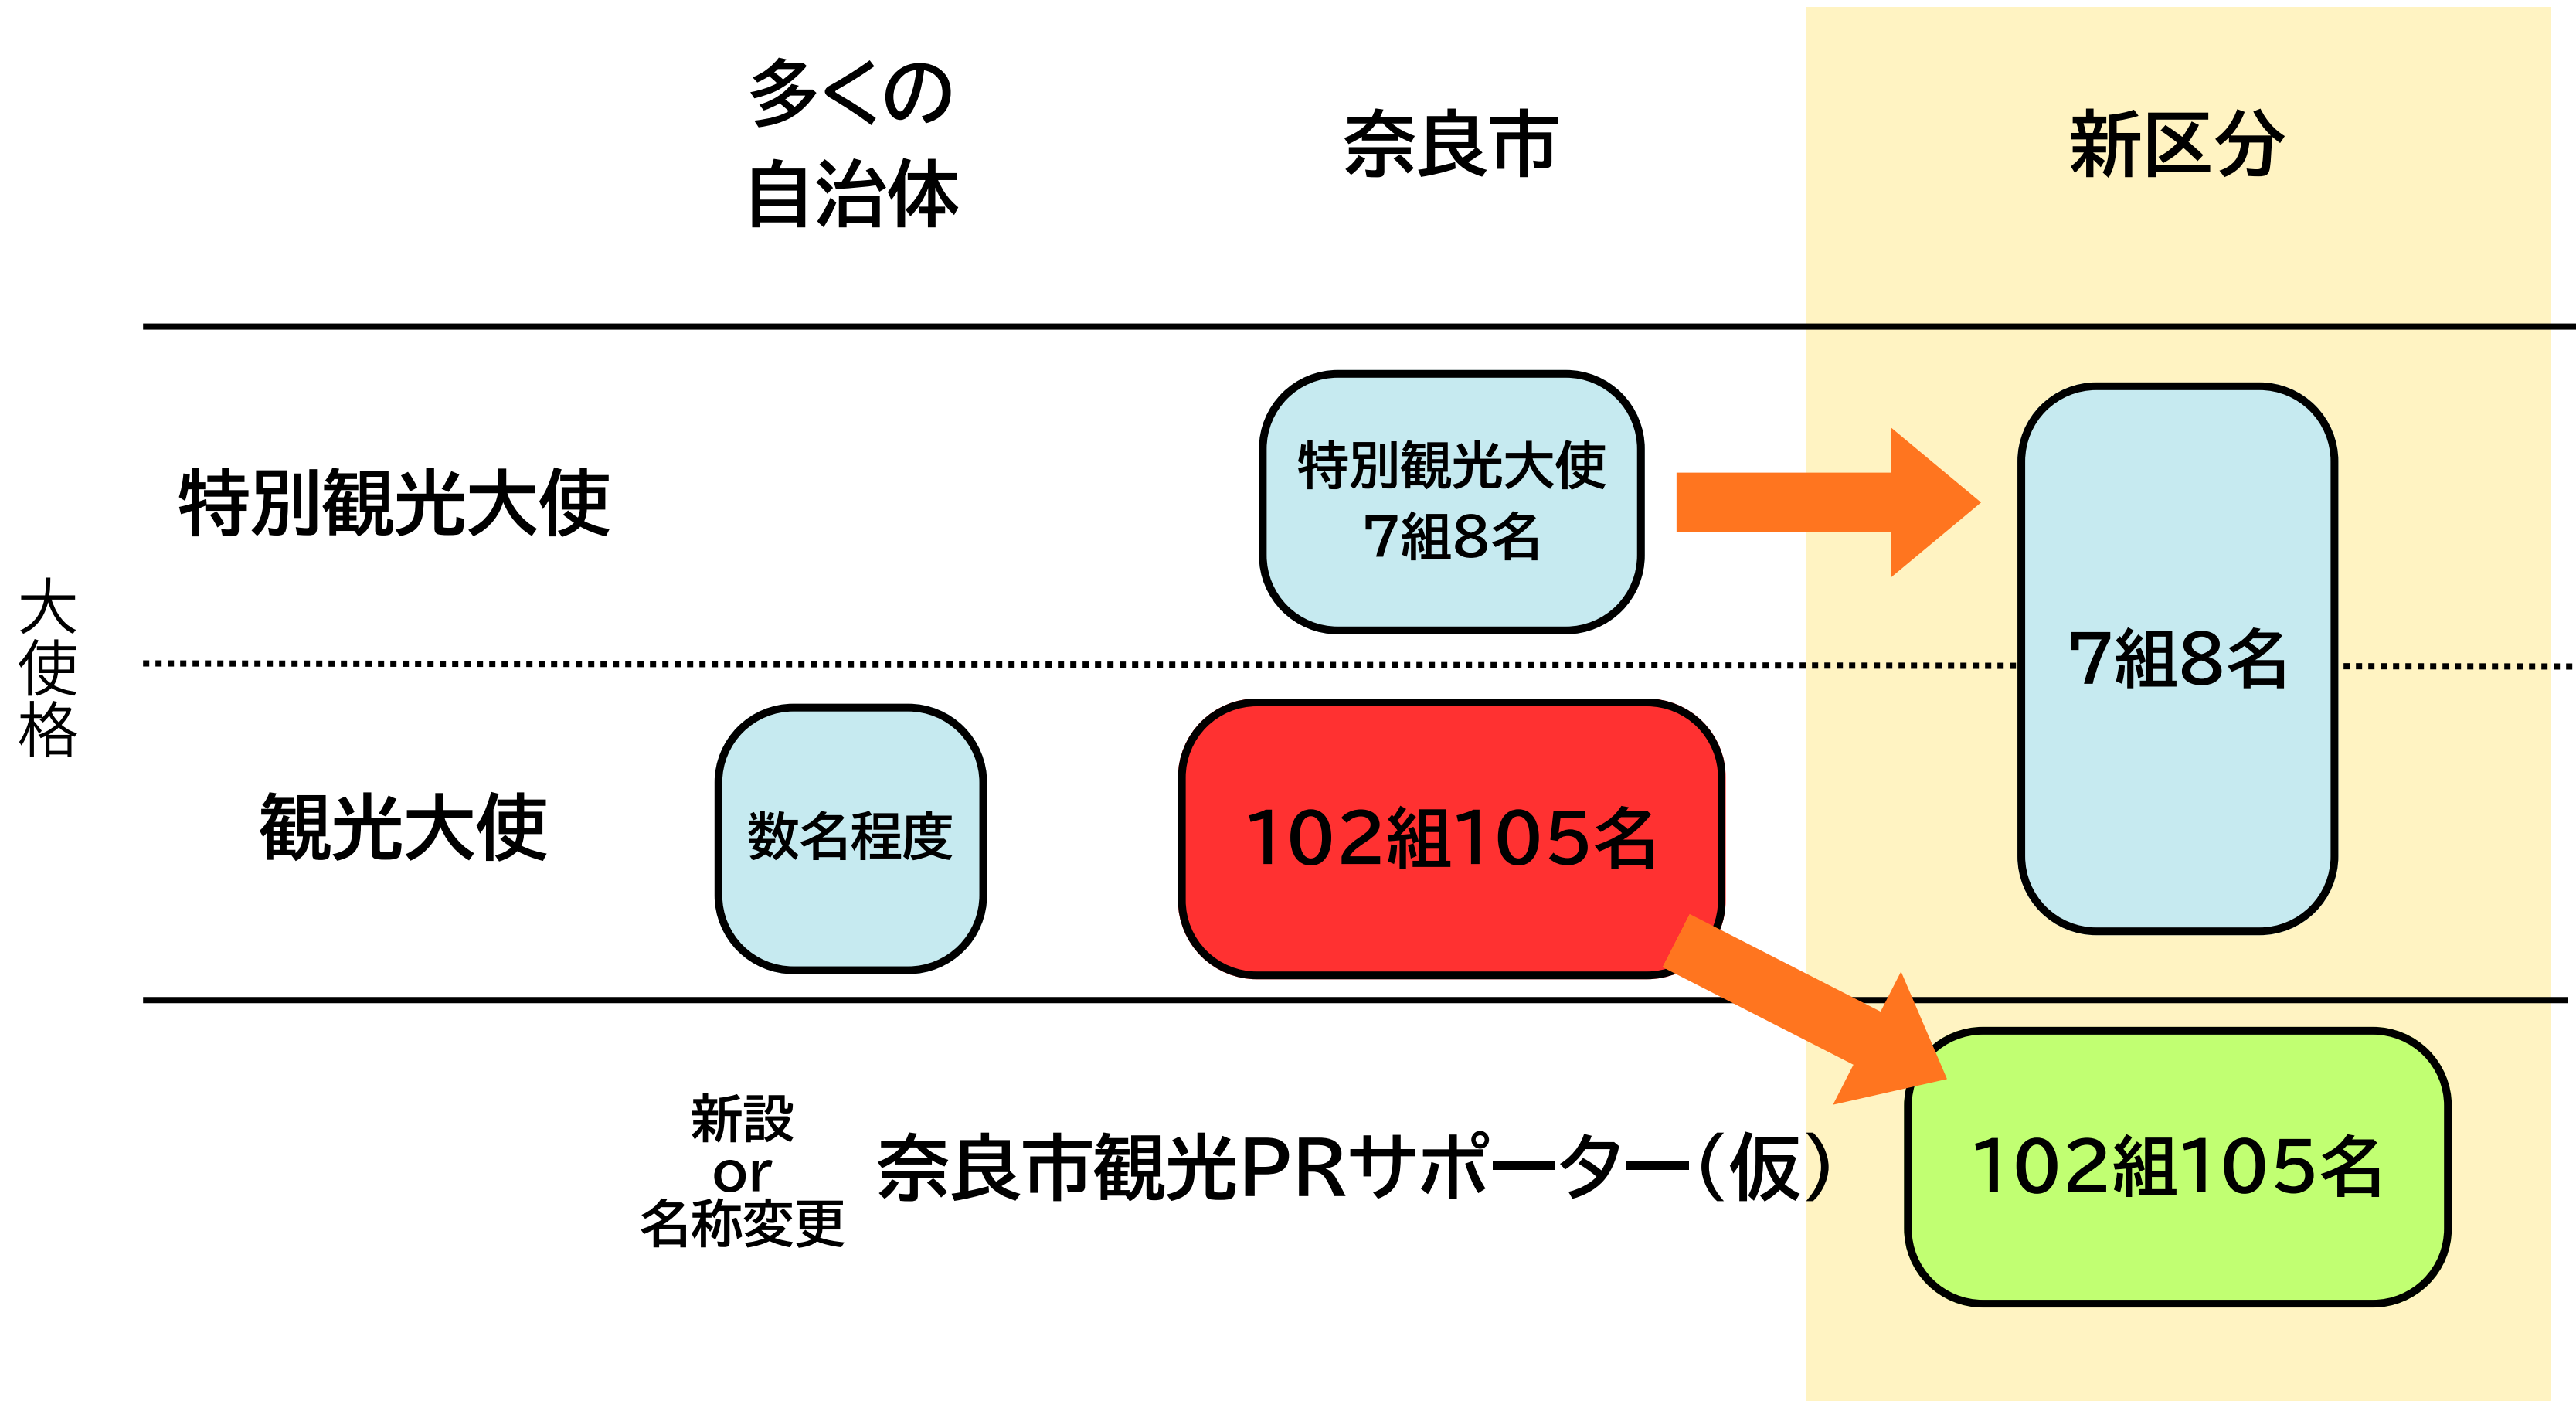 多くの
自治体
奈良市
新区分
大使格
特別観光大使
特別観光大使
7組8名
7組8名
観光大使
数名程度
102組105名
新設
or
名称変更
奈良市観光PRサポーター(仮)
102組105名